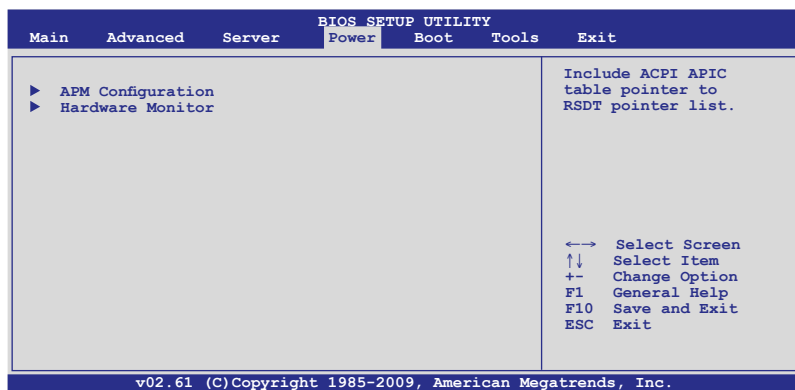 BIOS SETUP UTILITY
Main Advanced Server Power Boot Tools Exit
▶ APM Configuration
▶ Hardware Monitor
Include ACPI APIC
table pointer to
RSDT pointer list.
←→ Select Screen
↑↓ Select Item
+- Change Option
F1 General Help
F10 Save and Exit
ESC Exit
v02.61 (C)Copyright 1985-2009, American Megatrends, Inc.